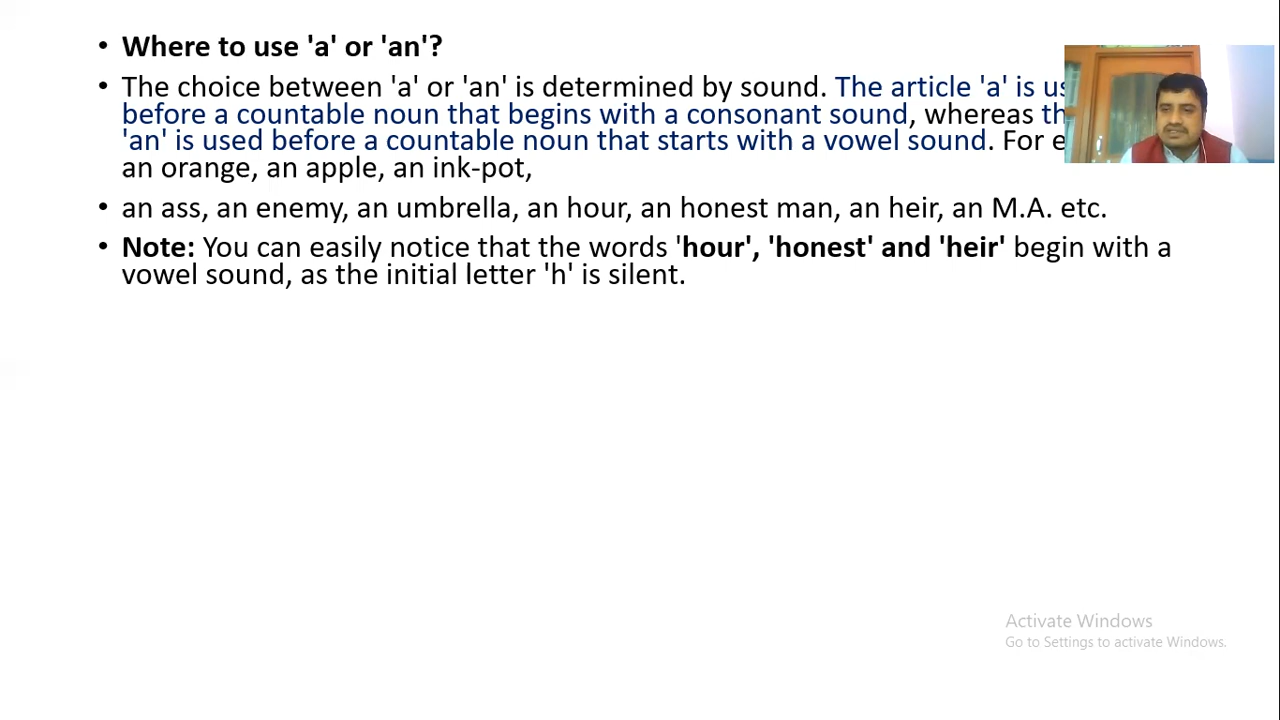 • Where to use 'a' or 'an'?
• The choice between 'a' or 'an' is determined by sound. The article 'a' is
before a countable noun that begins with a consonant sound, whereas
'an' is used before a countable noun that starts with a vowel sound. For
an orange, an apple, an ink-pot,
• an ass, an enemy, an umbrella, an hour, an honest man, an heir, an M.A. etc.
• Note: You can easily notice that the words 'hour', 'honest' and 'heir' begin with a
vowel sound, as the initial letter 'h' is silent.
Activate Windows
Go to Settings to activate Windows.